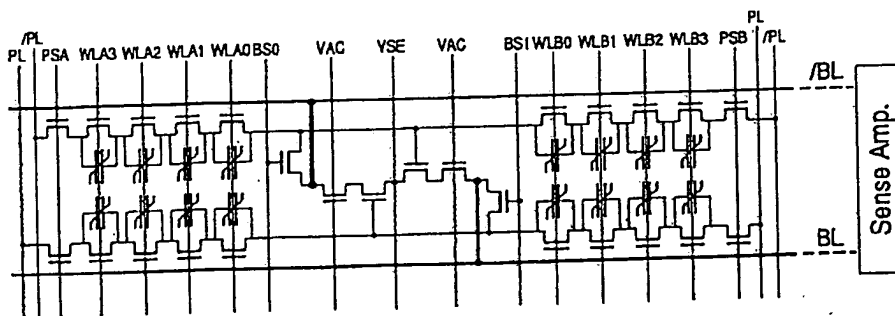 PL /PL PSA WLA3 WLA2 WLA1 WLA0 BS0 VAC VSE VAC BS1 WLB0 WLB1 WLB2 WLB3 PSB PL /PL
/BL
Sense Amp.
BL